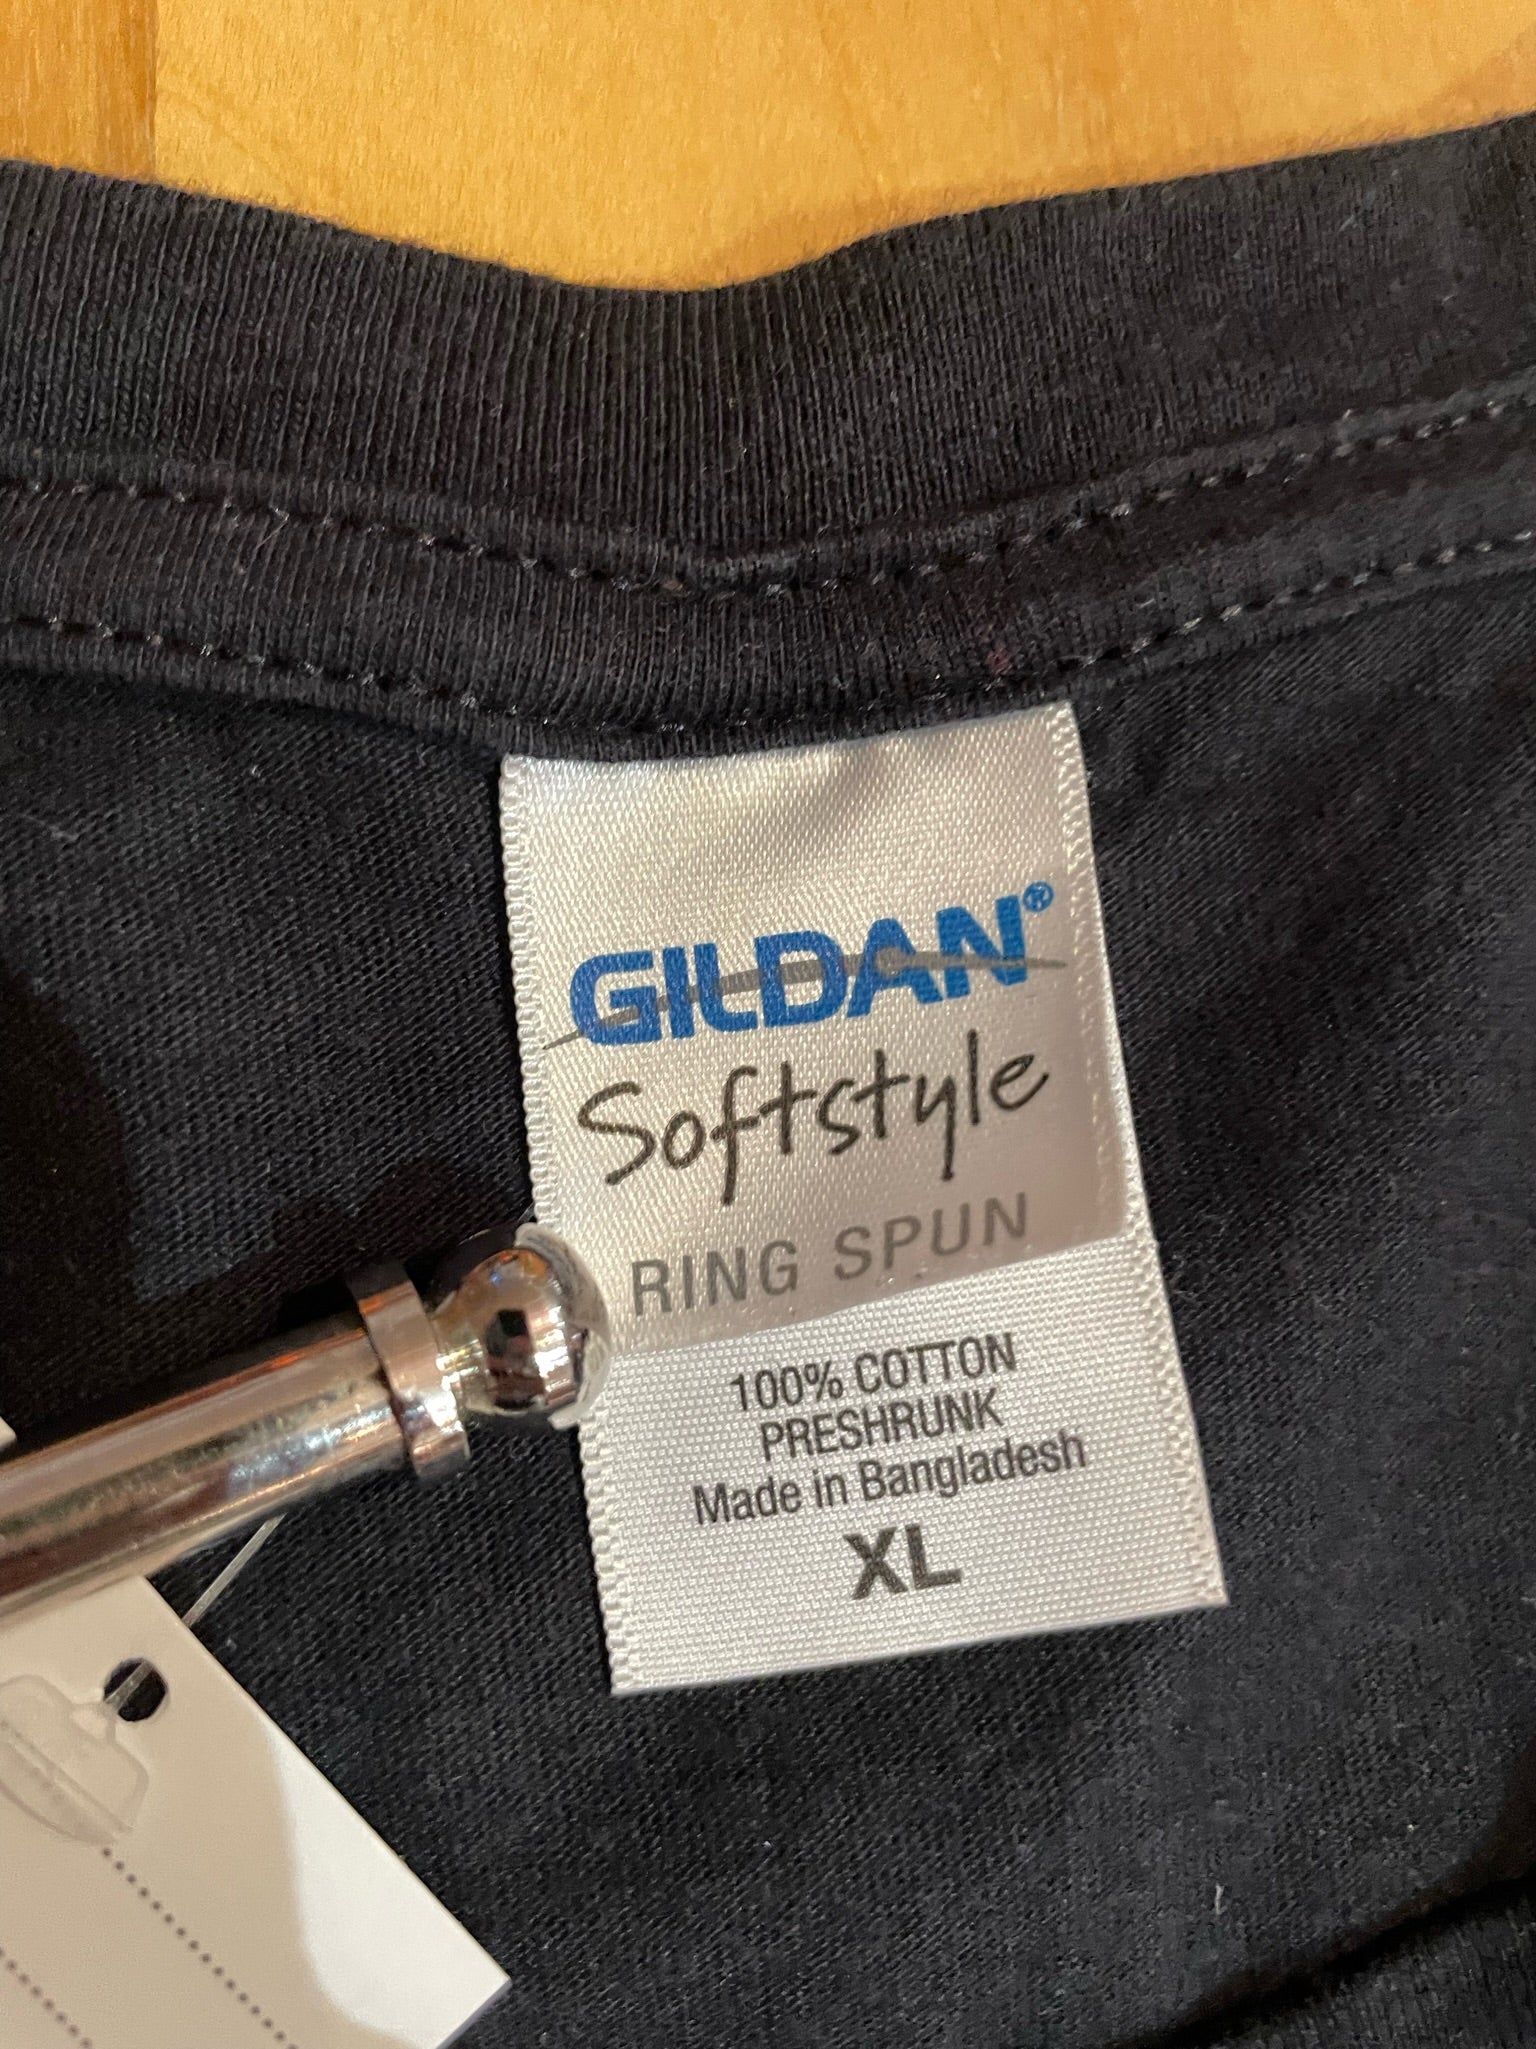 GILDAN®
Softstyle
RING SPUN
100% COTTON
PRESHRUNK
Made in Bangladesh
XL